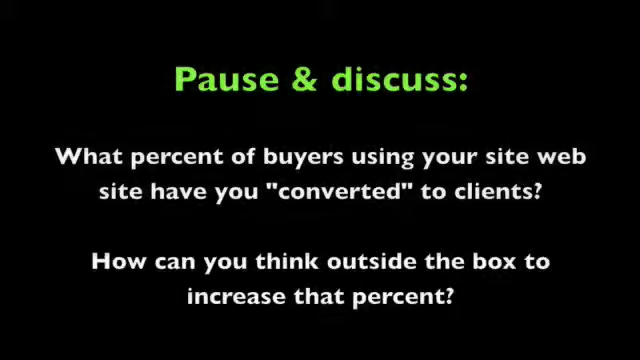 Pause & discuss:
What percent of buyers using your site web
site have you "converted" to clients?
How can you think outside the box to
increase that percent?